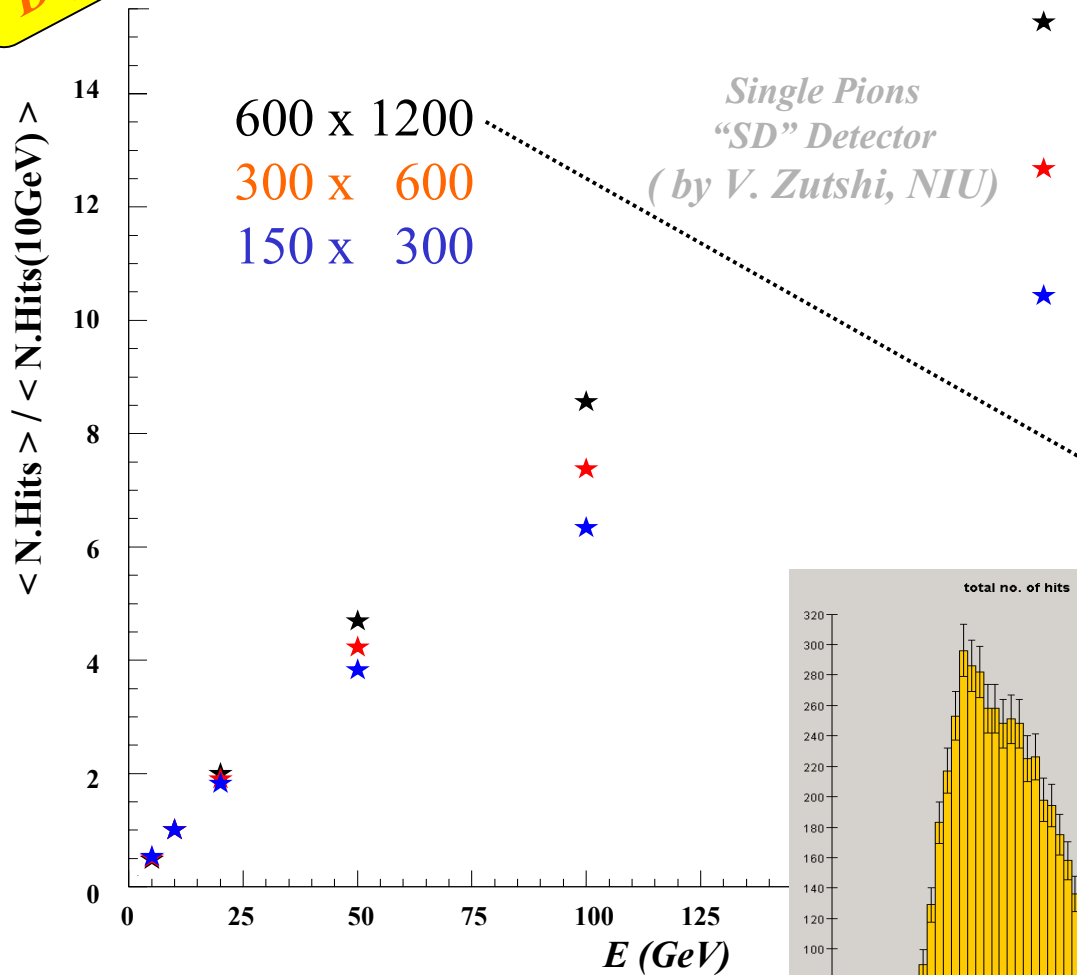 600 x 1200
300 x 600
150 x 300
Single Pions
“SD” Detector
( by V. Zutshi, NIU)
< N.Hits > / < N.Hits(10GeV) >
14
12
10
8
6
4
2
0
0 25 50 75 100 125
E (GeV)
total no. of hits
320
300
280
260
240
220
200
180
160
140
120
100